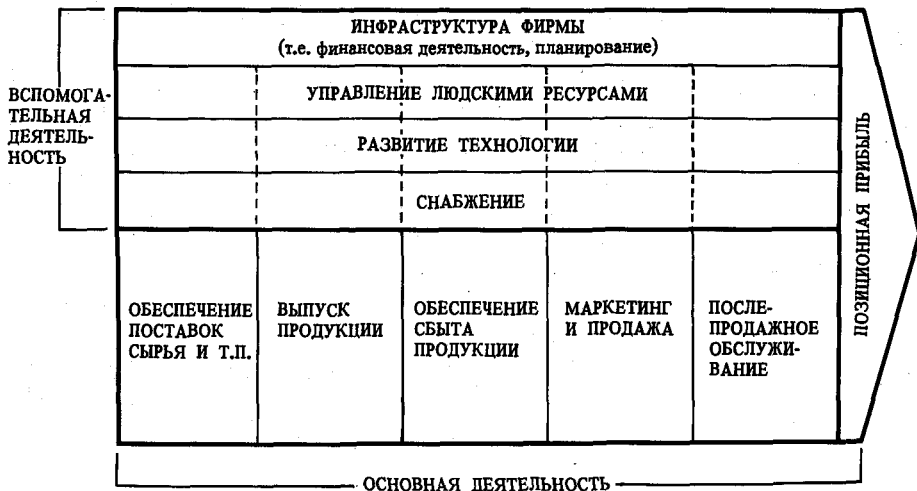 ИНФРАСТРУКТУРА ФИРМЫ
(т.е. финансовая деятельность, планирование)
ВСПОМОГА-
ТЕЛЬНАЯ
ДЕЯТЕЛЬ-
НОСТЬ
УПРАВЛЕНИЕ ЛЮДСКИМИ РЕСУРСАМИ
РАЗВИТИЕ ТЕХНОЛОГИИ
СНАБЖЕНИЕ
ОБЕСПЕЧЕНИЕ
ПОСТАВОК
СЫРЬЯ И Т.П.
ВЫПУСК
ПРОДУКЦИИ
ОБЕСПЕЧЕНИЕ
СБЫТА
ПРОДУКЦИИ
МАРКЕТИНГ
И ПРОДАЖА
ПОСЛЕ-
ПРОДАЖНОЕ
ОБСЛУЖИ-
ВАНИЕ
ПОЗИЦИОННАЯ ПРИБЫЛЬ
ОСНОВНАЯ ДЕЯТЕЛЬНОСТЬ